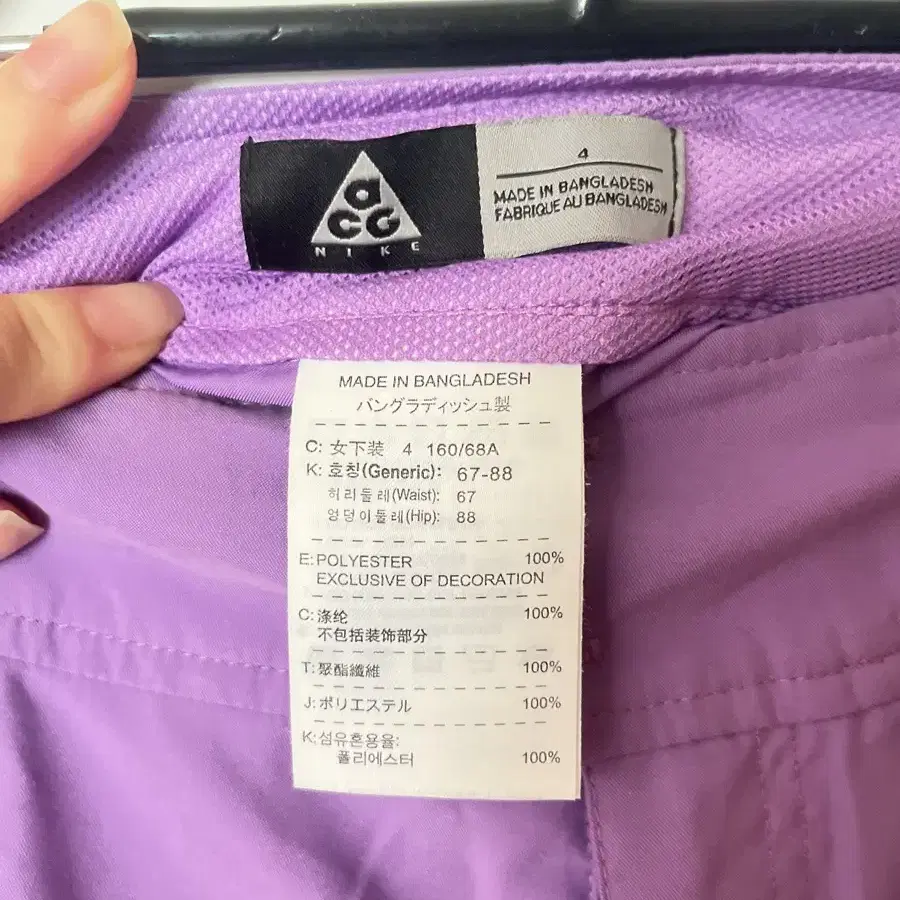 aCG
NIKE
4
MADE IN BANGLADESH
FABRIQUE AU BANGLADESH
MADE IN BANGLADESH
バングラディッシュ製
C: 女下装 4 160/68A
K: 호칭(Generic): 67-88
허리둘레(Waist): 67
엉덩이둘레(Hip): 88
E: POLYESTER 100%
EXCLUSIVE OF DECORATION
C: 涤纶 100%
不包括装饰部分
T: 聚酯纖維 100%
J: ポリエステル 100%
K: 섬유혼용율:
폴리에스터 100%